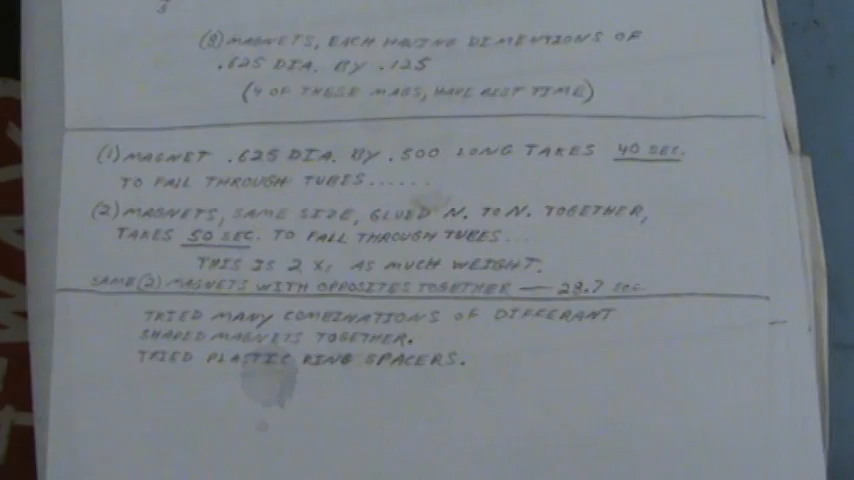 (8) MAGNETS, EACH HAVING DIMENTIONS OF
.625 DIA. BY .125
(4 OF THESE MAGS, HAVE BEST TIME)
(1) MAGNET .625 DIA. BY .500 LONG TAKES 40 SEC.
TO FALL THROUGH TUBES......
(2) MAGNETS, SAME SIZE, GLUED N. TO N. TOGETHER,
TAKES 50 SEC. TO FALL THROUGH TUBES.
THIS IS 2 X, AS MUCH WEIGHT.
SAME (2) MAGNETS WITH OPPOSITES TOGETHER — 28.7 SEC.
TRIED MANY COMBINATIONS OF DIFFERANT
SHAPED MAGNETS TOGETHER.
TRIED PLASTIC RING SPACERS.